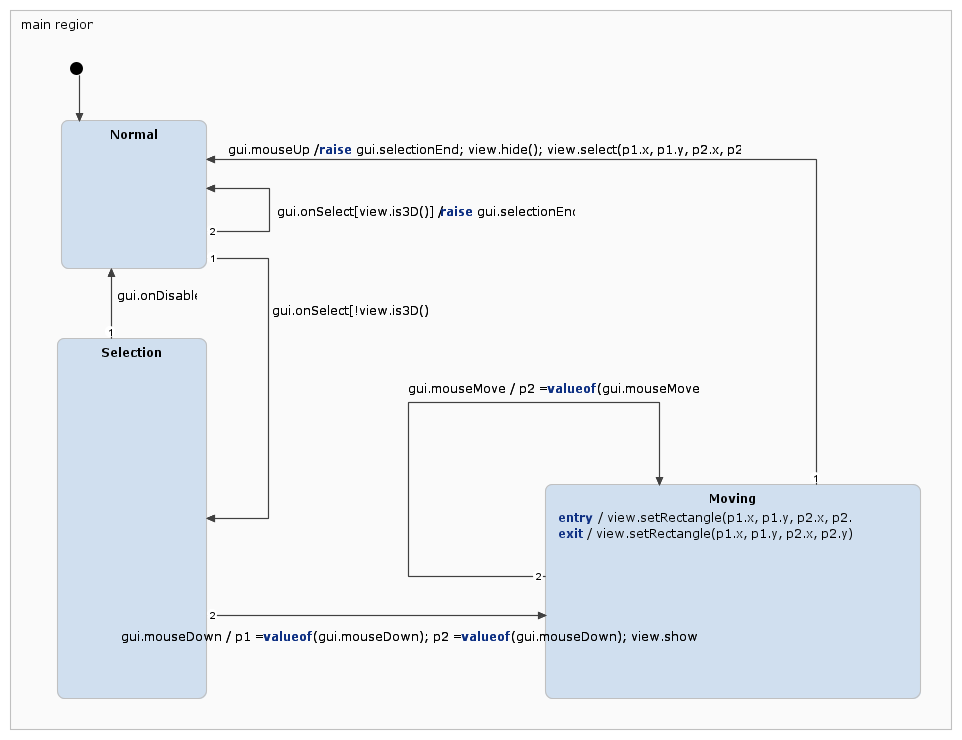 main region
Normal
gui.mouseUp /raise gui.selectionEnd; view.hide(); view.select(p1.x, p1.y, p2.x, p2
gui.onSelect[view.is3D()] /raise gui.selectionEnd
2
1
gui.onDisable
gui.onSelect[!view.is3D()
1
Selection
gui.mouseMove / p2 =valueof(gui.mouseMove
1
Moving
entry / view.setRectangle(p1.x, p1.y, p2.x, p2.
exit / view.setRectangle(p1.x, p1.y, p2.x, p2.y)
2
2
gui.mouseDown / p1 =valueof(gui.mouseDown); p2 =valueof(gui.mouseDown); view.show